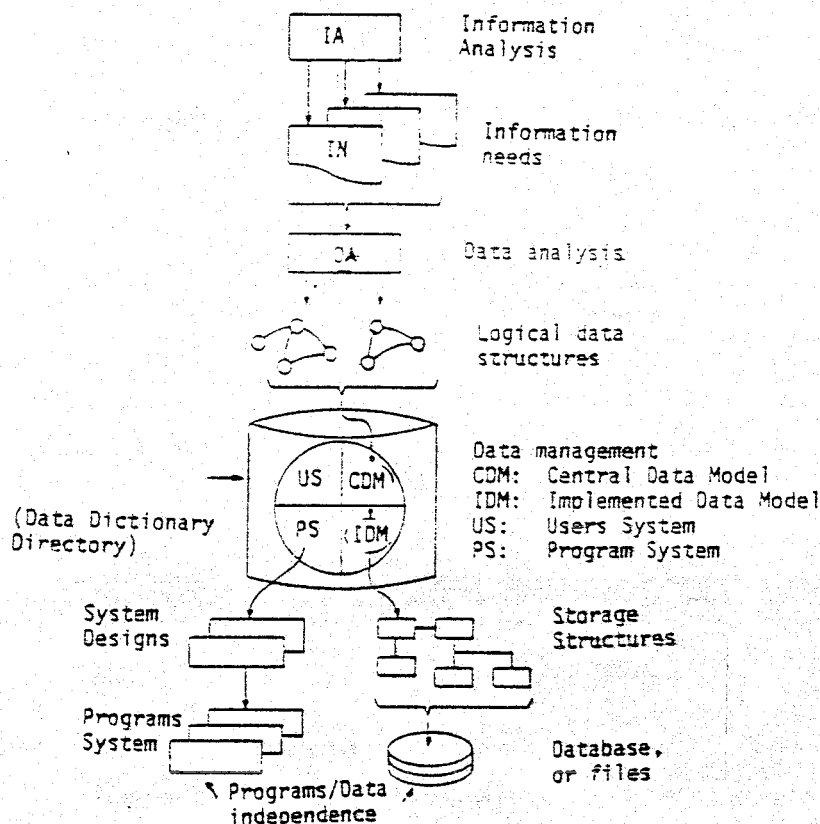 IA
Information
Analysis
IN
Information
needs
DA
Data analysis
Logical data
structures
US
CDM
PS
IDM
(Data Dictionary
Directory)
Data management
CDM: Central Data Model
IDM: Implemented Data Model
US: Users System
PS: Program System
System
Designs
Storage
Structures
Programs
System
Database,
or files
Programs/Data
independence